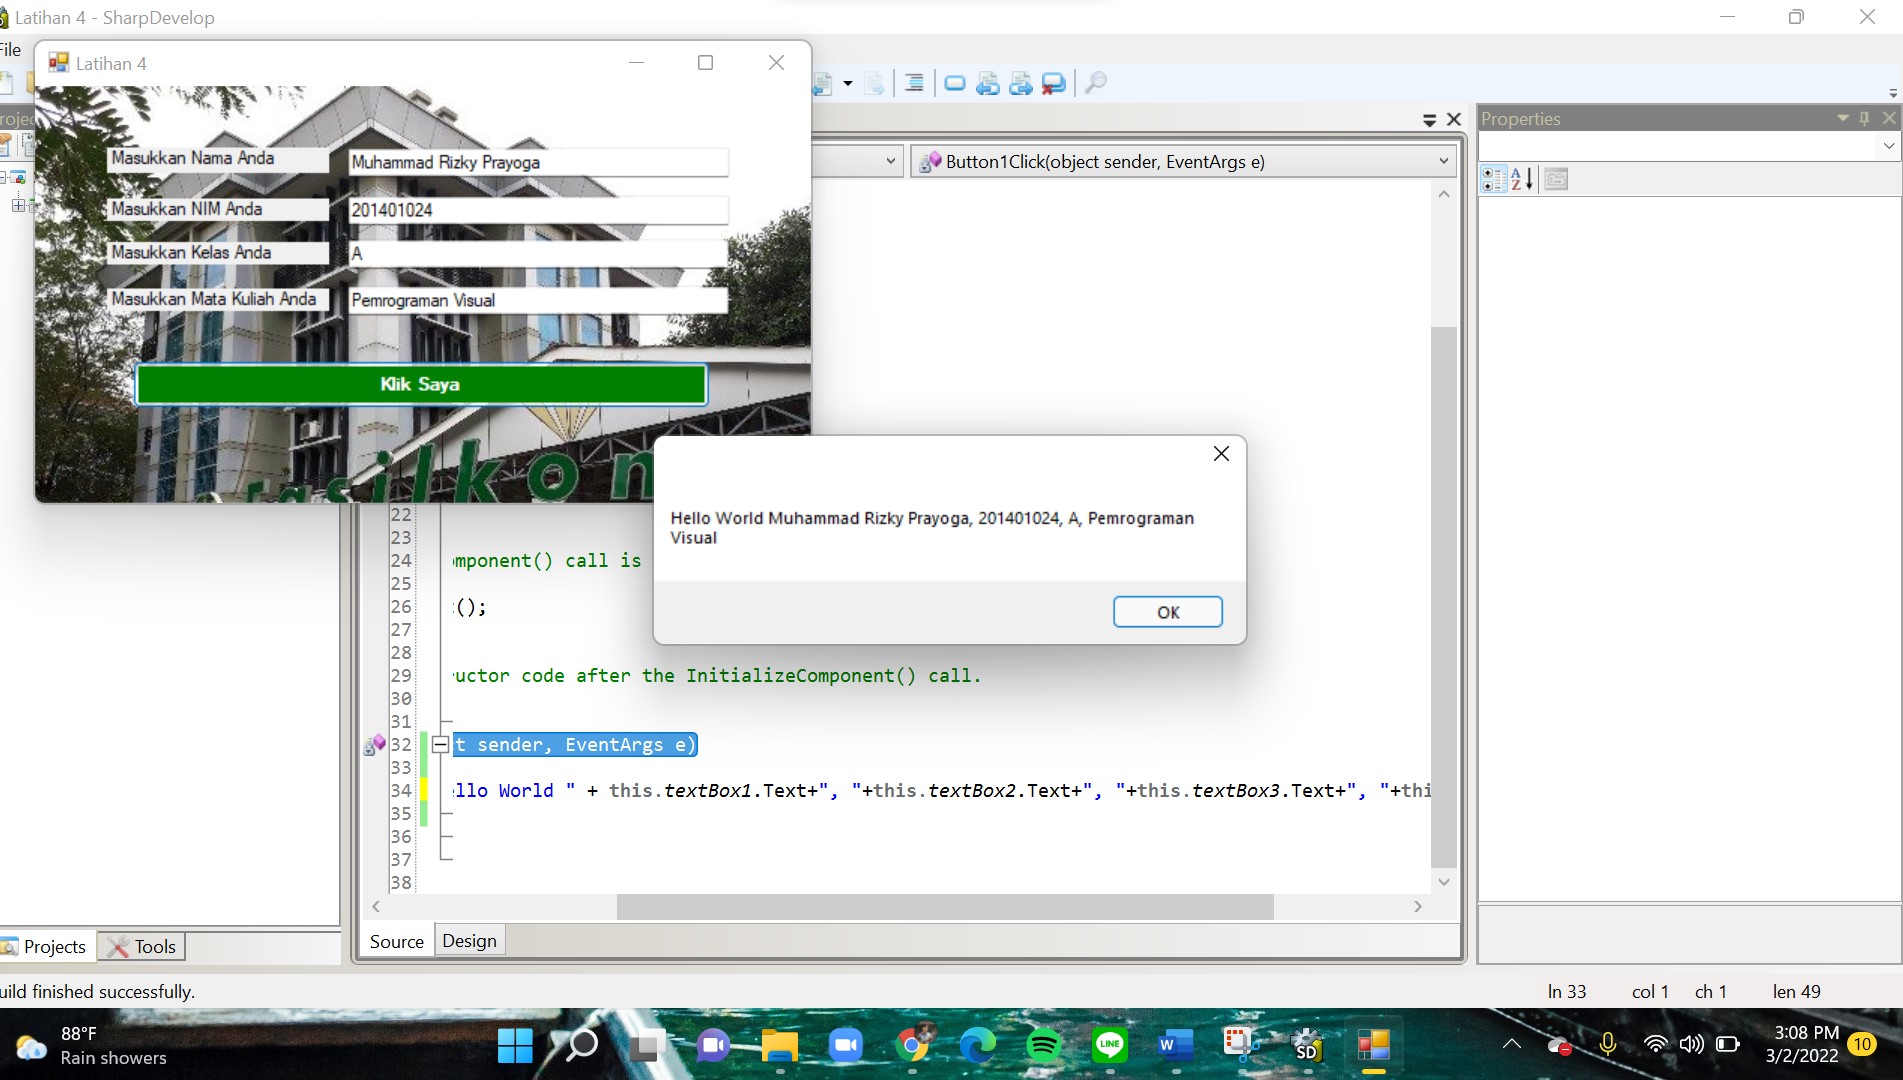 Latihan 4 - SharpDevelop
File
Latihan 4
Masukkan Nama Anda
Muhammad Rizky Prayoga
Masukkan NIM Anda
201401024
Masukkan Kelas Anda
A
Masukkan Mata Kuliah Anda
Pemrograman Visual
Klik Saya
Button1Click(object sender, EventArgs e)
Properties
Hello World Muhammad Rizky Prayoga, 201401024, A, Pemrograman
Visual
OK
22
23
24 omponent() call is
25
26 t();
27
28
29 uctor code after the InitializeComponent() call.
30
31
32 t sender, EventArgs e)
33
34 ello World " + this.textBox1.Text+", "+this.textBox2.Text+", "+this.textBox3.Text+", "+thi
35
36
37
38
Source Design
Projects Tools
uild finished successfully.
ln 33 col 1 ch 1 len 49
88°F
Rain showers
LINE
W
SD
3:08 PM
3/2/2022
10